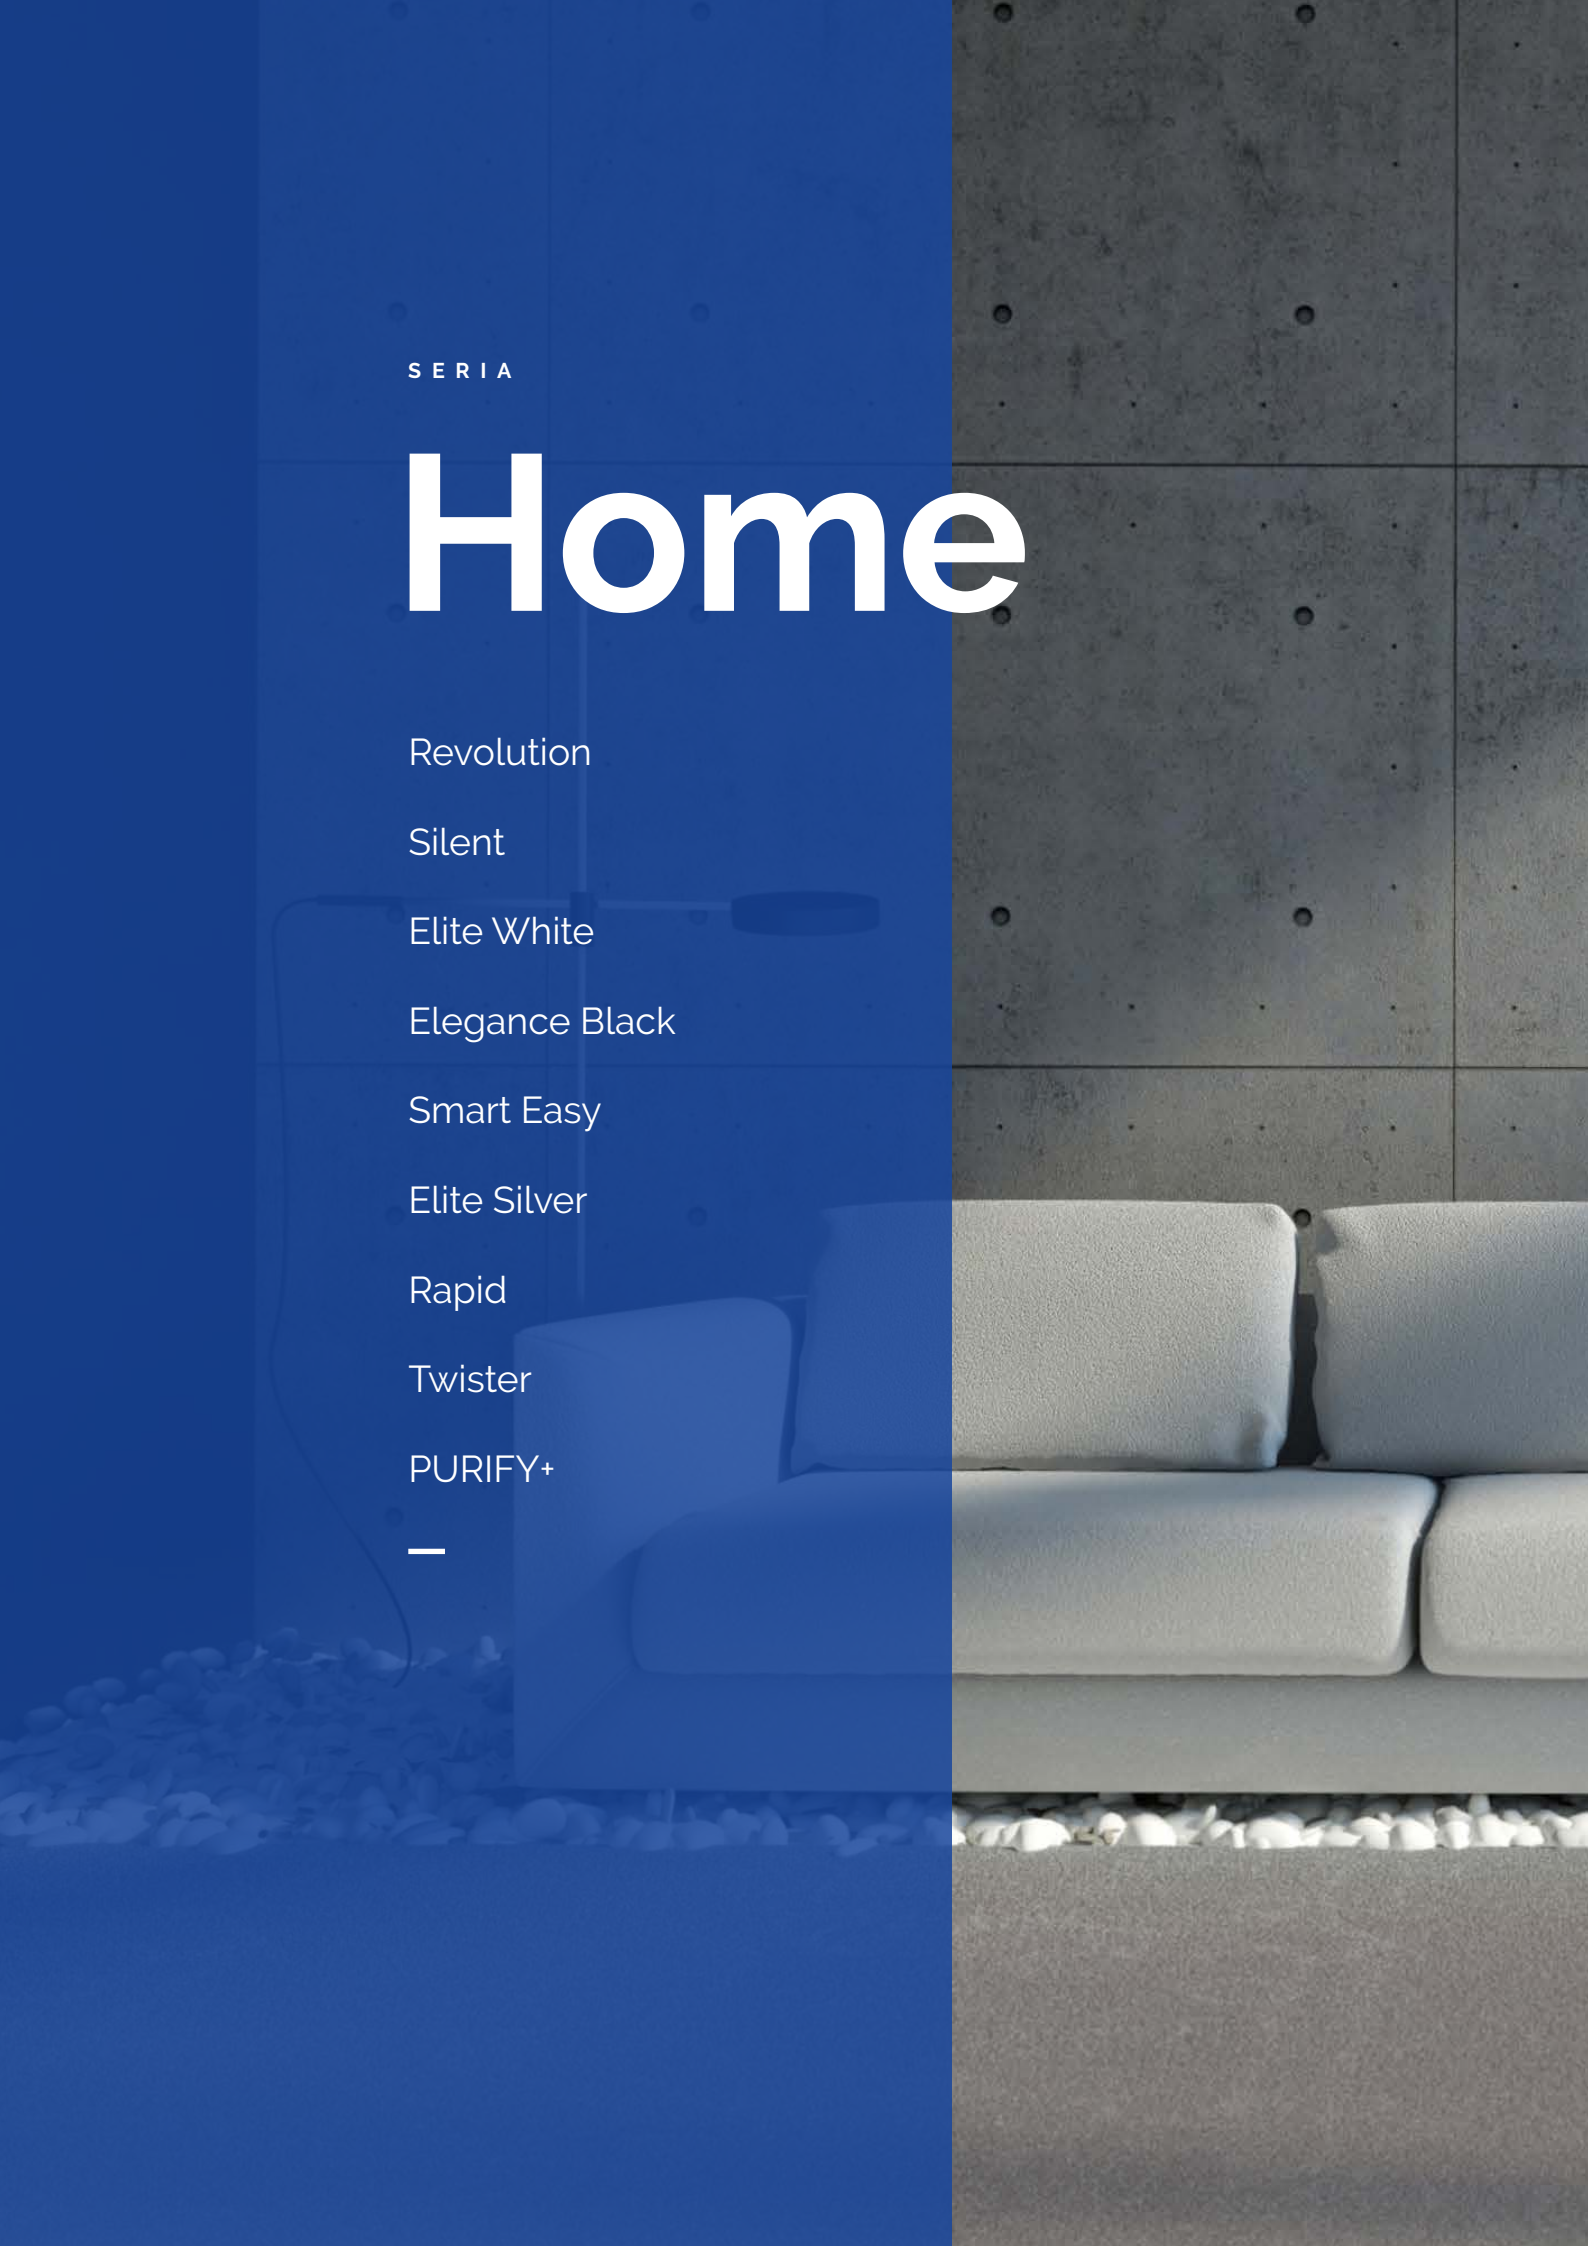 SERIA
Home
Revolution
Silent
Elite White
Elegance Black
Smart Easy
Elite Silver
Rapid
Twister
PURIFY+